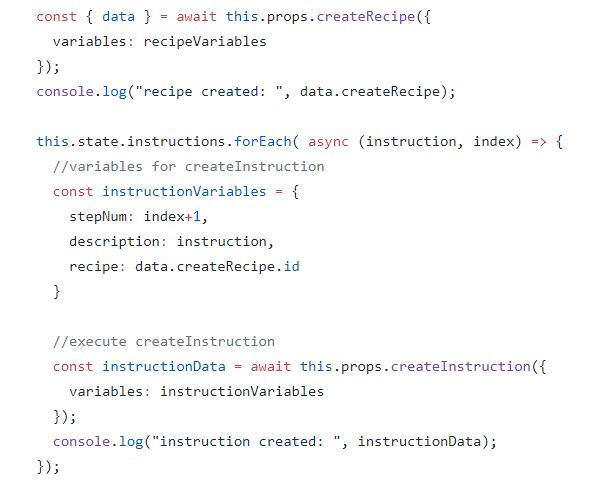 const { data } = await this.props.createRecipe({
  variables: recipeVariables
});
console.log("recipe created: ", data.createRecipe);

this.state.instructions.forEach( async (instruction, index) => {
  //variables for createInstruction
  const instructionVariables = {
    stepNum: index+1,
    description: instruction,
    recipe: data.createRecipe.id
  }

  //execute createInstruction
  const instructionData = await this.props.createInstruction({
    variables: instructionVariables
  });
  console.log("instruction created: ", instructionData);
});